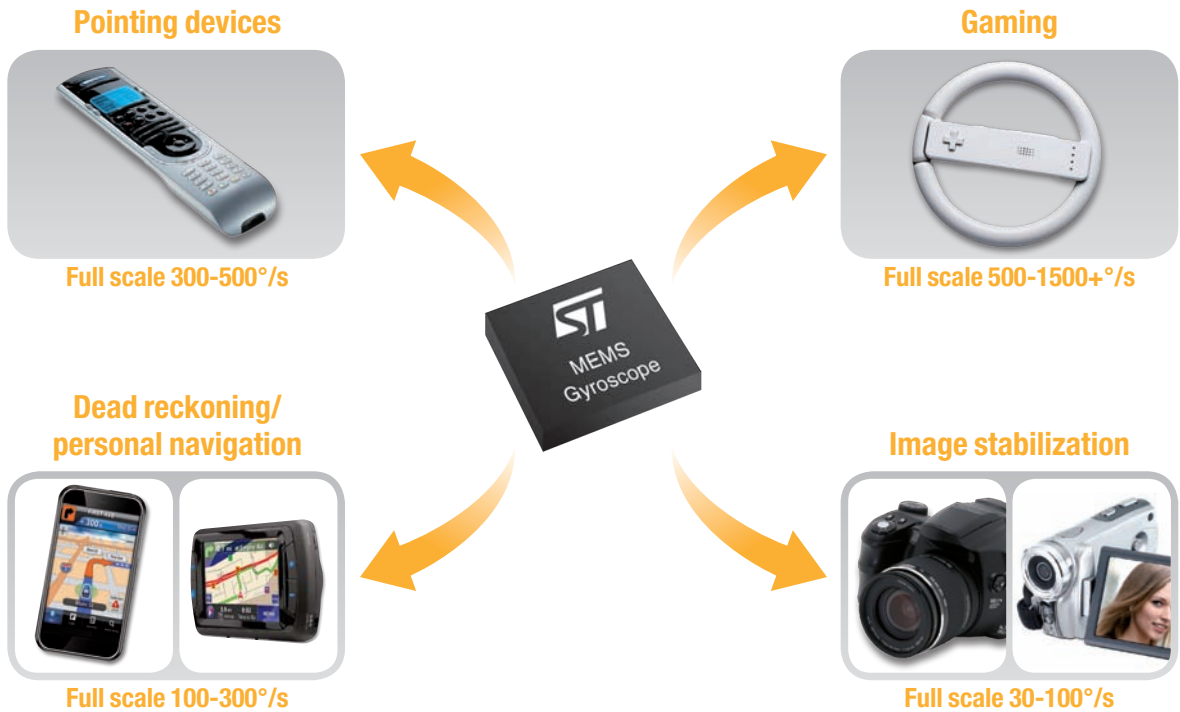 Pointing devices
Full scale 300-500°/s
Gaming
Full scale 500-1500+°/s
ST
MEMS
Gyroscope
Dead reckoning/
personal navigation
300
Full scale 100-300°/s
Image stabilization
Full scale 30-100°/s